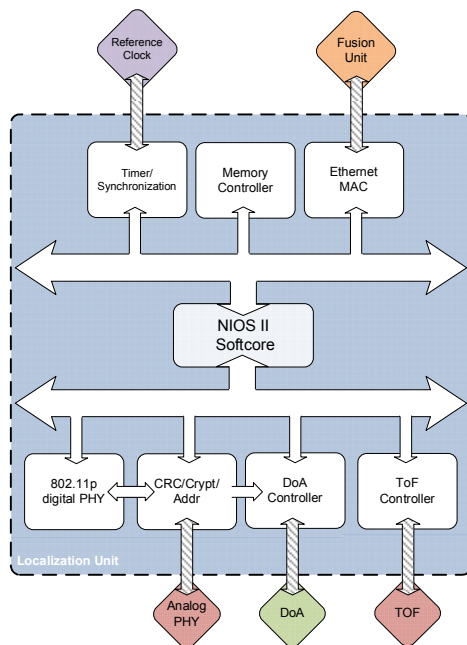 Reference
Clock
Fusion
Unit
Timer/
Synchronization
Memory
Controller
Ethernet
MAC
NIOS II
Softcore
802.11p
digital PHY
CRC/Crypt/
Addr
DoA
Controller
ToF
Controller
Localization Unit
Analog
PHY
DoA
TOF